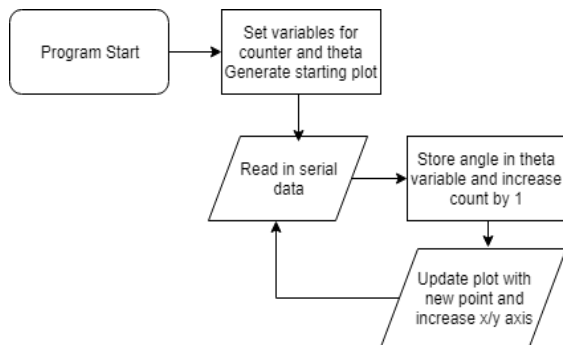 Program Start
Set variables for
counter and theta
Generate starting plot
Read in serial
data
Store angle in theta
variable and increase
count by 1
Update plot with
new point and
increase x/y axis